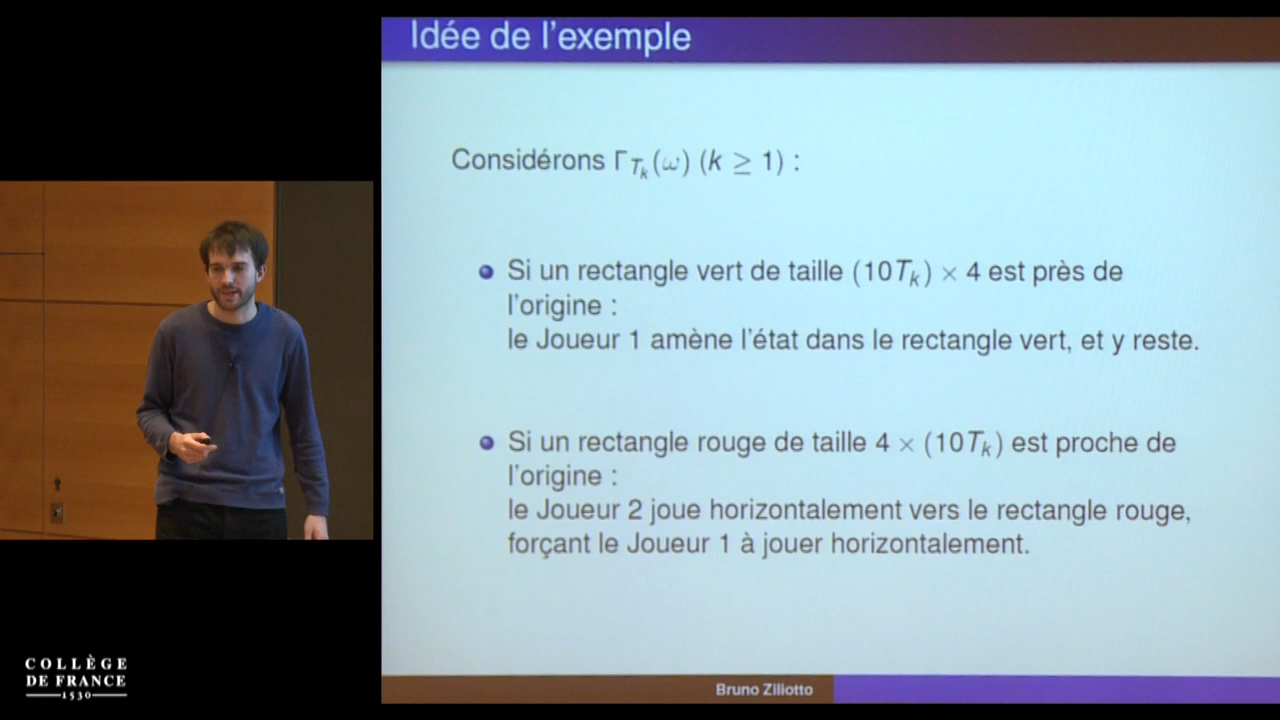 Idée de l'exemple
Considérons Γ_{T_k}(ω) (k ≥ 1) :
Si un rectangle vert de taille (10T_k) × 4 est près de
l'origine :
le Joueur 1 amène l'état dans le rectangle vert, et y reste.
Si un rectangle rouge de taille 4 × (10T_k) est proche de
l'origine :
le Joueur 2 joue horizontalement vers le rectangle rouge,
forçant le Joueur 1 à jouer horizontalement.
Bruno Ziliotto
COLLÈGE
DE FRANCE
1530